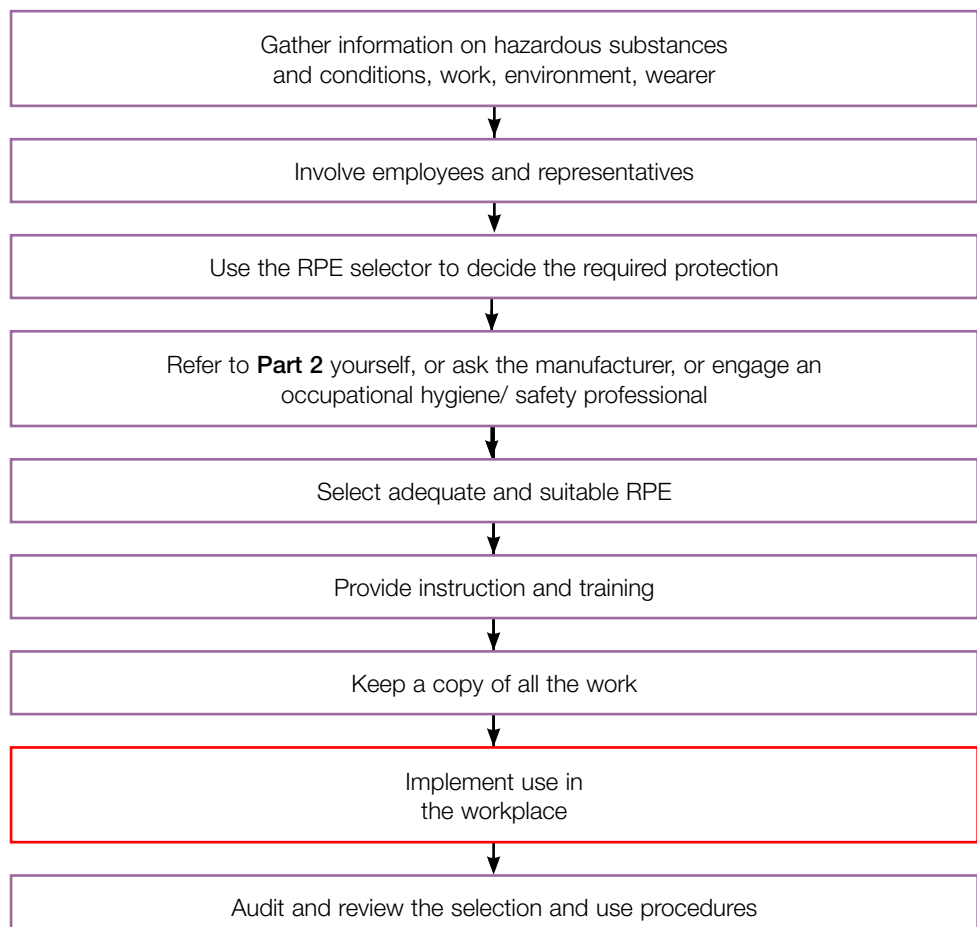 Gather information on hazardous substances
and conditions, work, environment, wearer
Involve employees and representatives
Use the RPE selector to decide the required protection
Refer to Part 2 yourself, or ask the manufacturer, or engage an
occupational hygiene/ safety professional
Select adequate and suitable RPE
Provide instruction and training
Keep a copy of all the work
Implement use in
the workplace
Audit and review the selection and use procedures